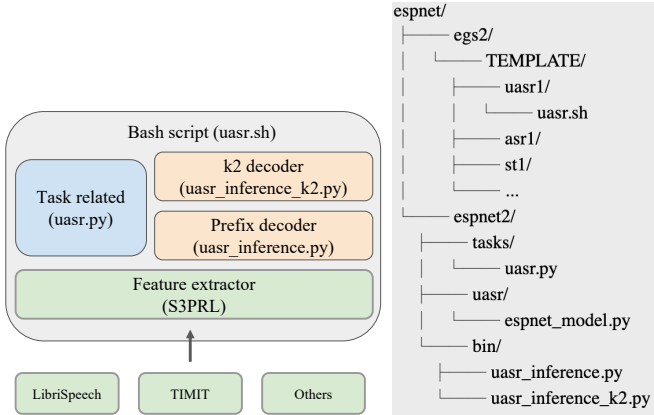 Bash script (uasr.sh)
Task related
(uasr.py)
k2 decoder
(uasr_inference_k2.py)
Prefix decoder
(uasr_inference.py)
Feature extractor
(S3PRL)
LibriSpeech
TIMIT
Others
espnet/
egs2/
TEMPLATE/
uasr1/
uasr.sh
asr1/
st1/
...
espnet2/
tasks/
uasr.py
uasr/
espnet_model.py
bin/
uasr_inference.py
uasr_inference_k2.py